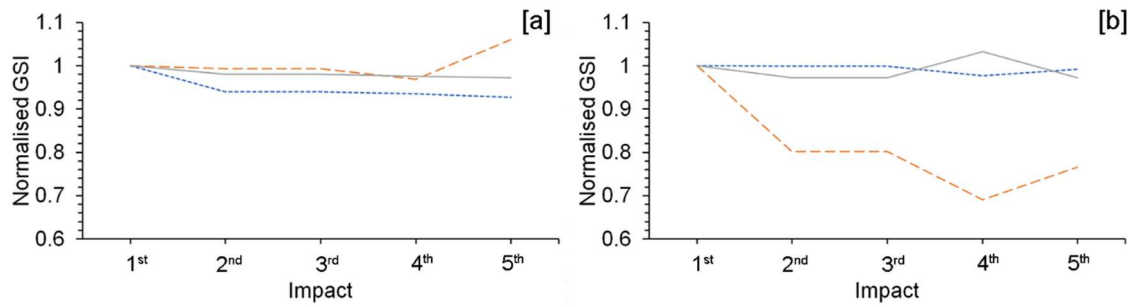 [a]
Normalised GSI
1.1
1
0.9
0.8
0.7
0.6
1st 2nd 3rd 4th 5th
Impact
[b]
Normalised GSI
1.1
1
0.9
0.8
0.7
0.6
1st 2nd 3rd 4th 5th
Impact